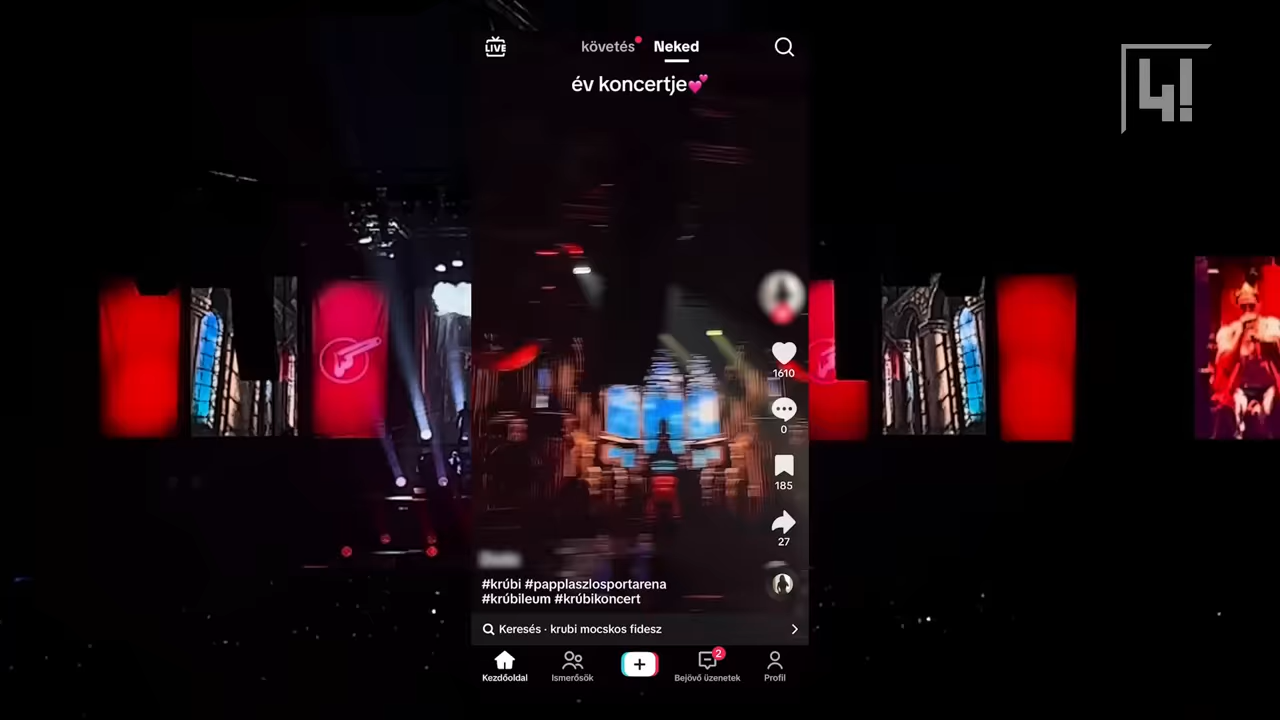 LIVE
követés
Neked
év koncertje💕
4!
1610
0
185
27
#krúbi #papplaszlosportarena
#krúbileum #krúbikoncert
Keresés · krubi mocskos fidesz
Kezdőoldal
Ismerősök
2
Bejövő üzenetek
Profil